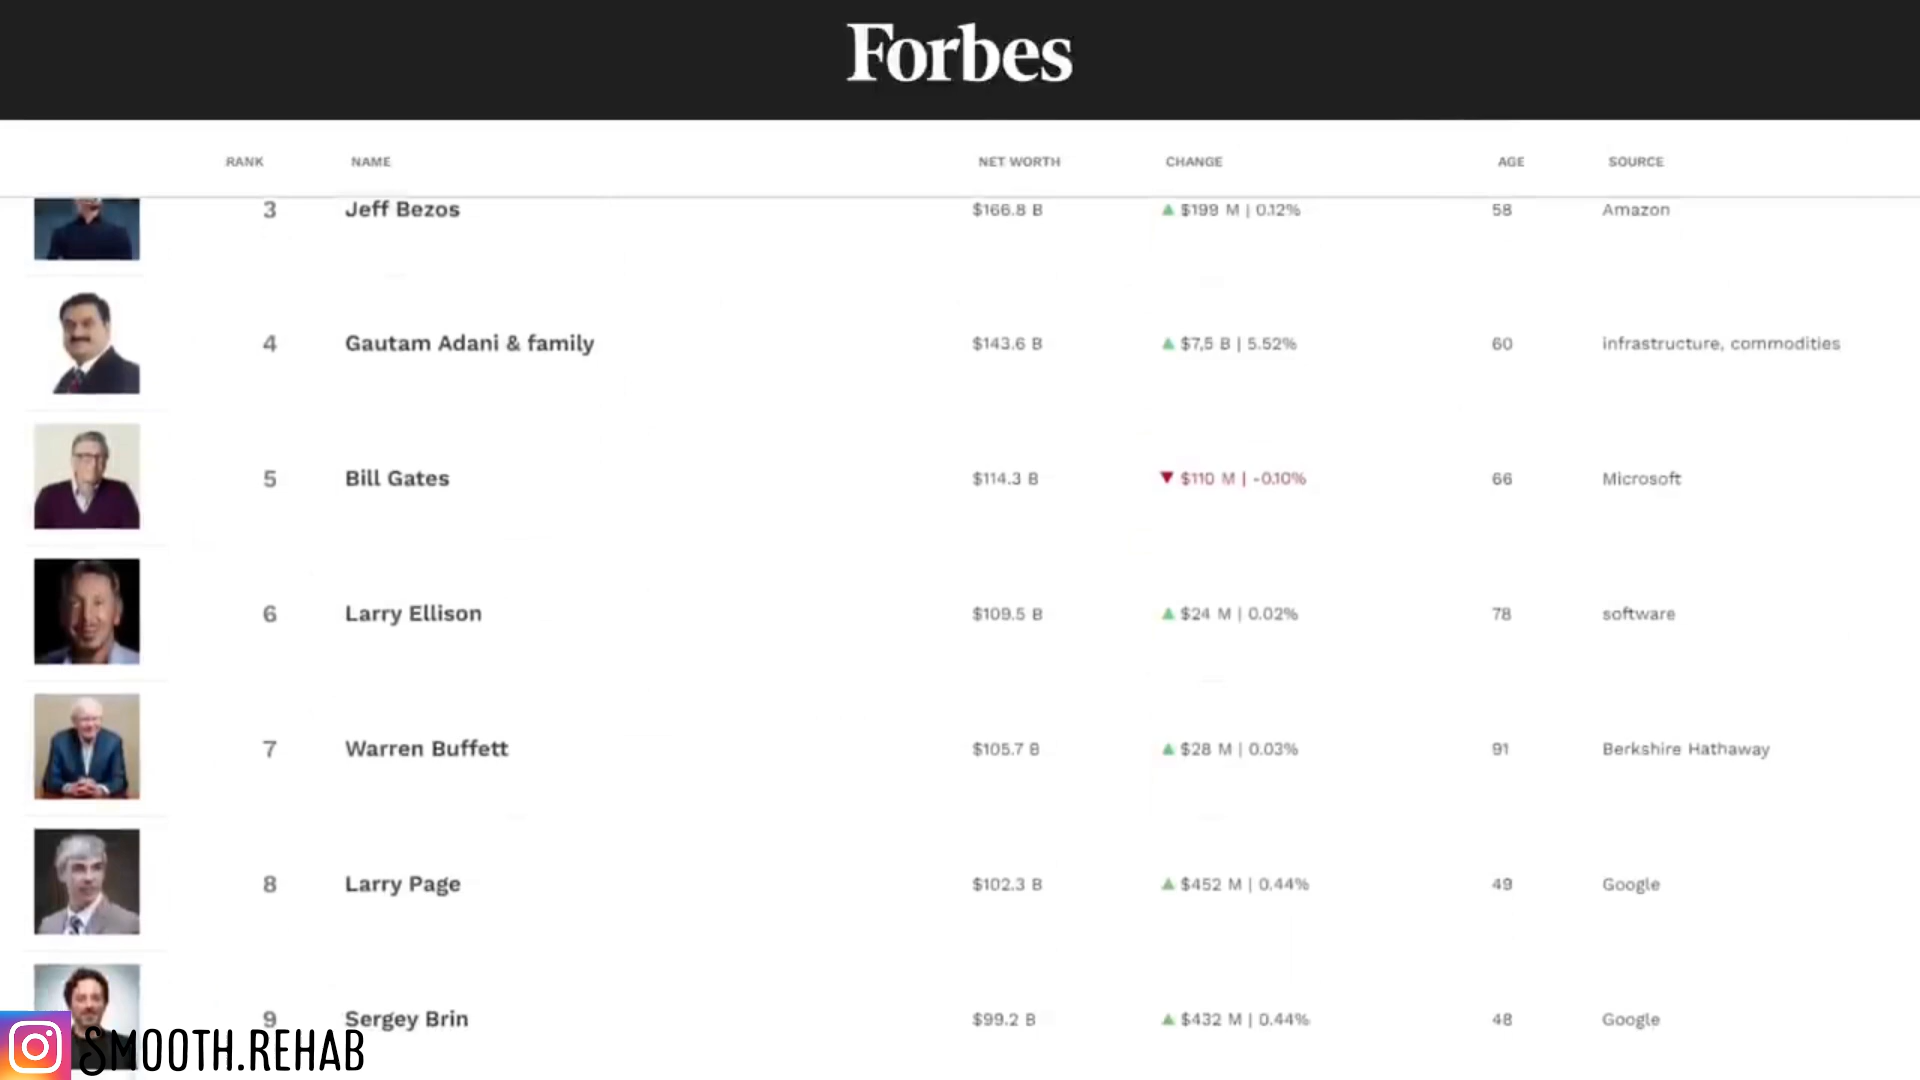 Forbes
RANK NAME NET WORTH CHANGE AGE SOURCE
3 Jeff Bezos $166.8 B ▲ $199 M | 0.12% 58 Amazon
4 Gautam Adani & family $143.6 B ▲ $7,5 B | 5.52% 60 infrastructure, commodities
5 Bill Gates $114.3 B ▼ $110 M | -0.10% 66 Microsoft
6 Larry Ellison $109.5 B ▲ $24 M | 0.02% 78 software
7 Warren Buffett $105.7 B ▲ $28 M | 0.03% 91 Berkshire Hathaway
8 Larry Page $102.3 B ▲ $452 M | 0.44% 49 Google
9 Sergey Brin $99.2 B ▲ $432 M | 0.44% 48 Google
SMOOTH.REHAB